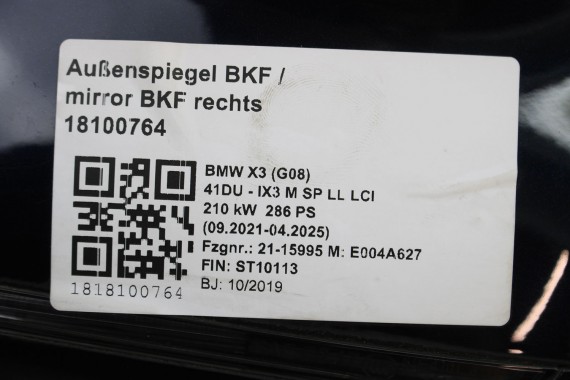 Außenspiegel BKF /
mirror BKF rechts
18100764
BMW X3 (G08)
41DU - IX3 M SP LL LCI
210 kW 286 PS
(09.2021-04.2025)
Fzgnr.: 21-15995 M: E004A627
FIN: ST10113
BJ: 10/2019
1818100764